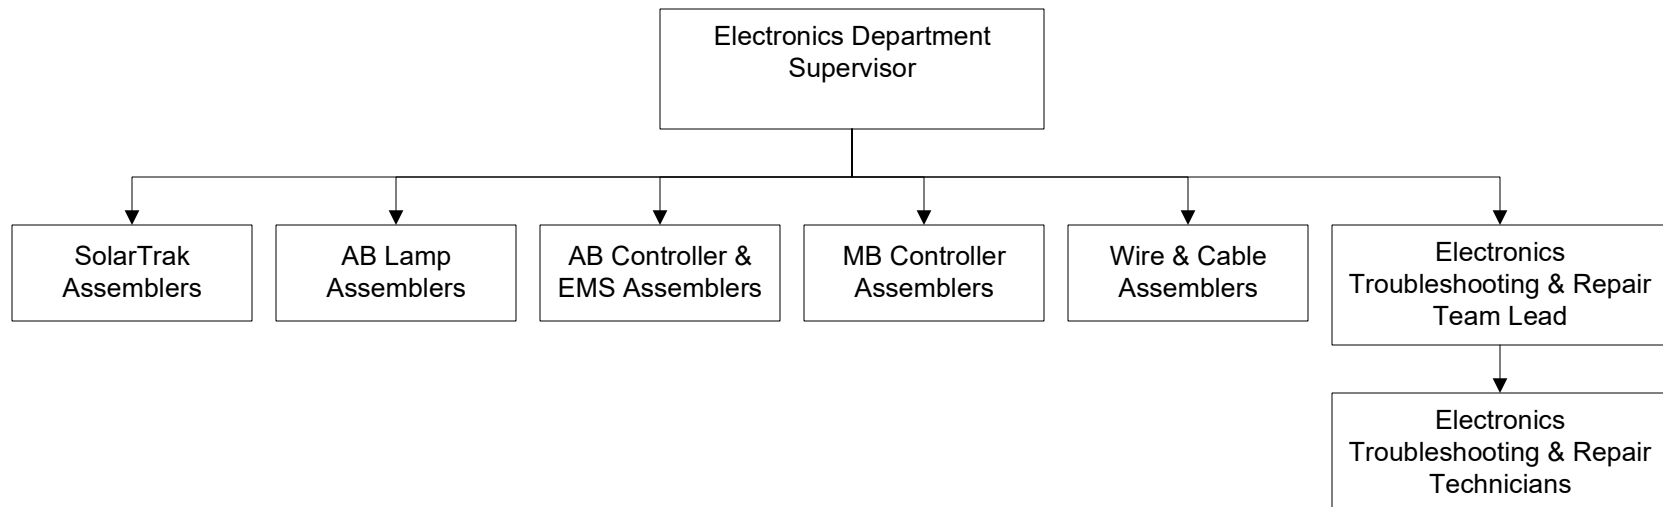 Electronics Department
Supervisor
SolarTrak
Assemblers
AB Lamp
Assemblers
AB Controller &
EMS Assemblers
MB Controller
Assemblers
Wire & Cable
Assemblers
Electronics
Troubleshooting & Repair
Team Lead
Electronics
Troubleshooting & Repair
Technicians